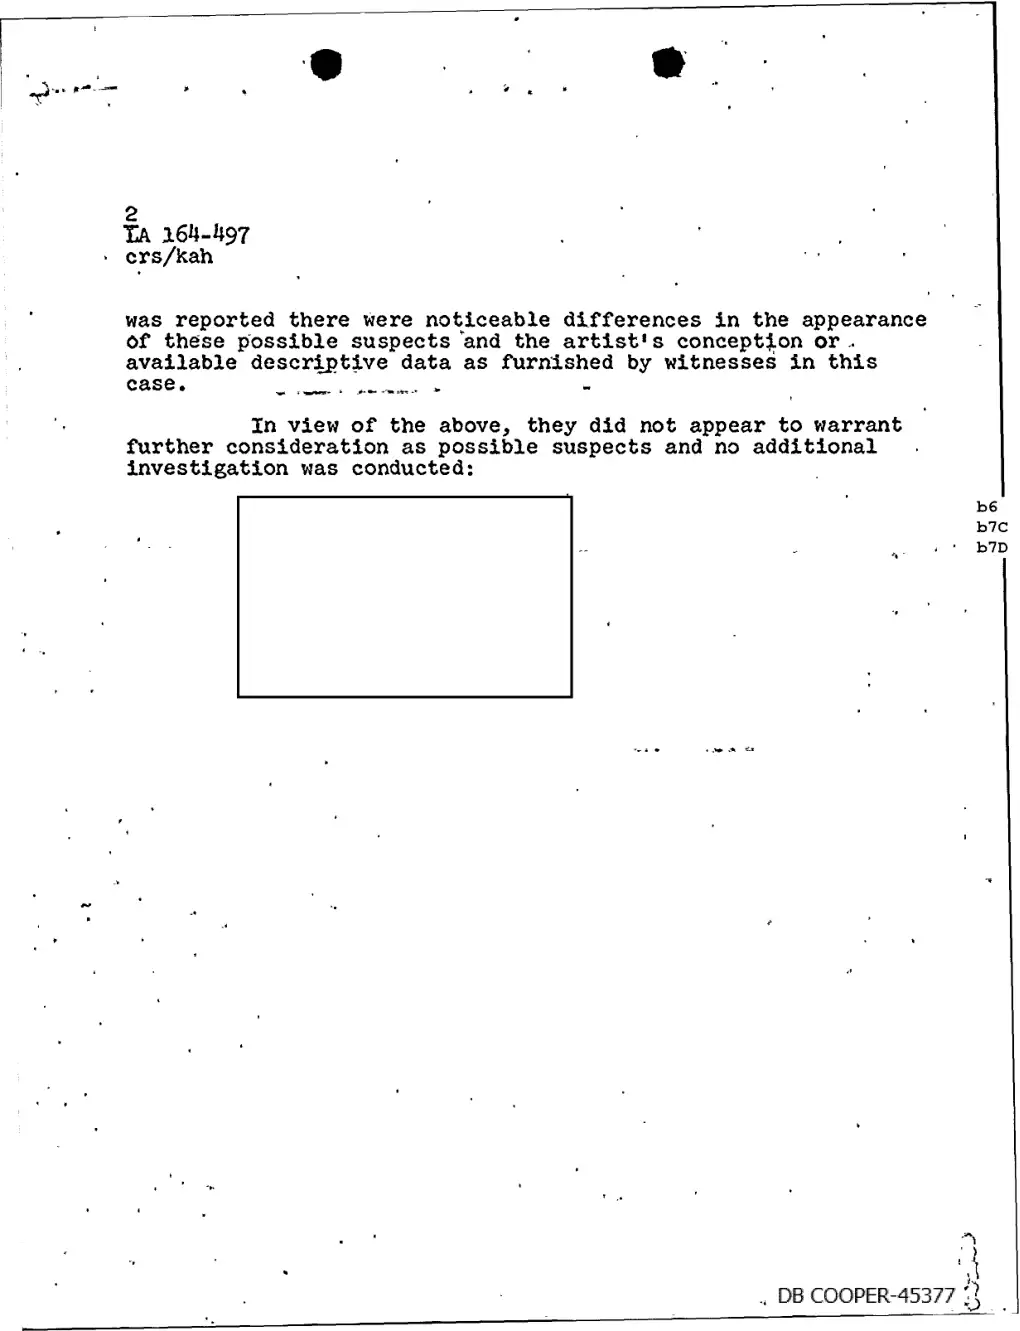 2
LA 164-497
crs/kah
was reported there were noticeable differences in the appearance
of these possible suspects and the artist's conception or
available descriptive data as furnished by witnesses in this
case.
In view of the above, they did not appear to warrant
further consideration as possible suspects and no additional
investigation was conducted:
b6
b7C
b7D
DB COOPER-45377